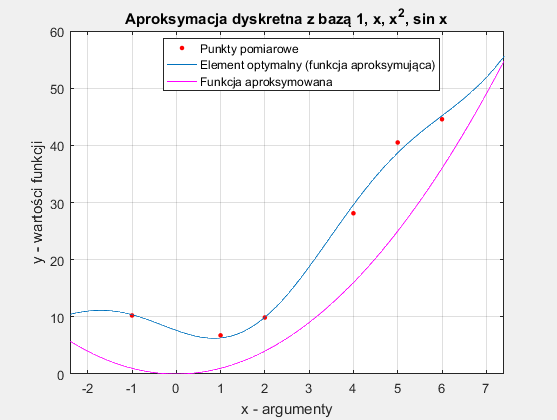 Aproksymacja dyskretna z bazą 1, x, x², sin x
60
50
40
30
20
10
0
y - wartości funkcji
Punkty pomiarowe
Element optymalny (funkcja aproksymująca)
Funkcja aproksymowana
-2 -1 0 1 2 3 4 5 6 7
x - argumenty